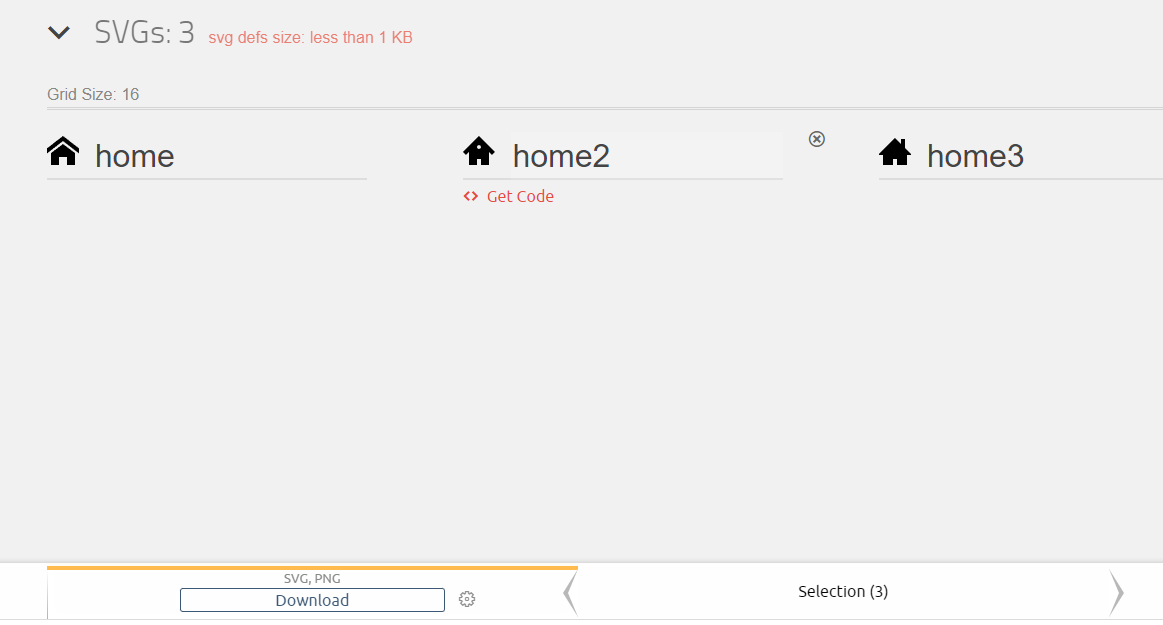 SVGs: 3 svg defs size: less than 1 KB
Grid Size: 16
home home2 home3
Get Code
SVG, PNG
Download
Selection (3)